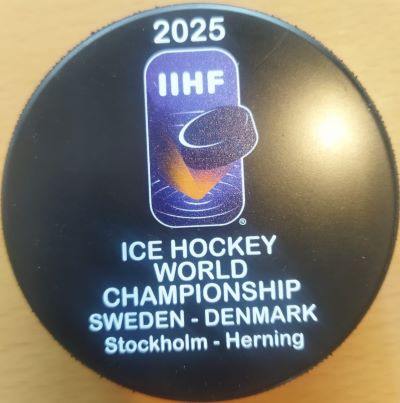 2025
IIHF
®
ICE HOCKEY
WORLD
CHAMPIONSHIP
SWEDEN - DENMARK
Stockholm - Herning